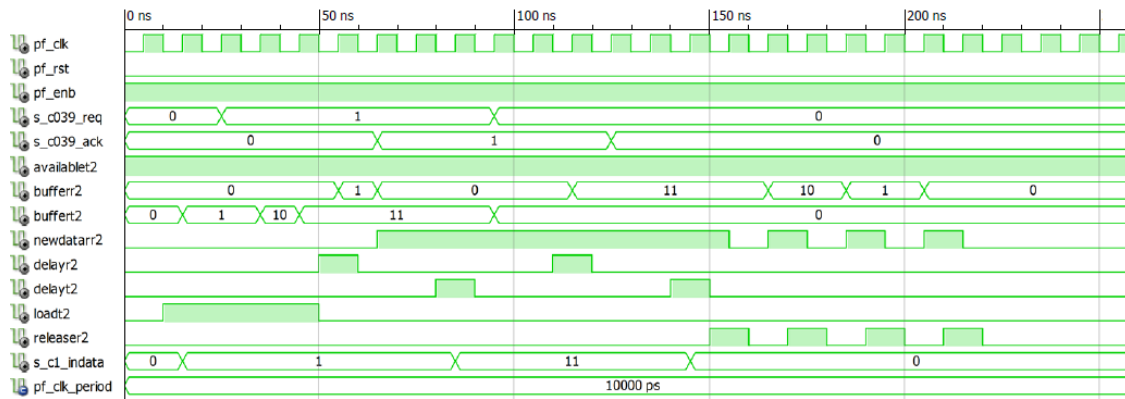 0 ns 50 ns 100 ns 150 ns 200 ns
pf_clk
pf_rst
pf_enb
s_c039_req 0 1 0
s_c039_ack 0 1 0
availablet2
bufferr2 0 1 0 11 10 1 0
buffert2 0 1 10 11 0
newdatarr2
delayr2
delayt2
loadt2
releaser2
s_c1_indata 0 1 11 0
pf_clk_period 10000 ps